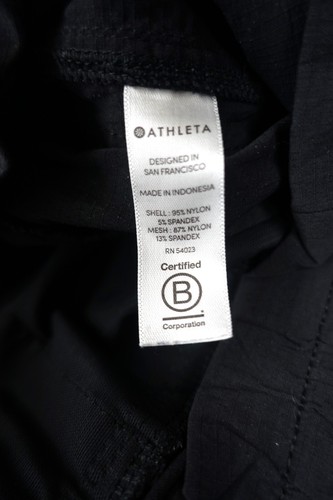 ATHLETA
DESIGNED IN
SAN FRANCISCO
MADE IN INDONESIA
SHELL : 95% NYLON
5% SPANDEX
MESH : 87% NYLON
13% SPANDEX
RN 54023
Certified
B
Corporation